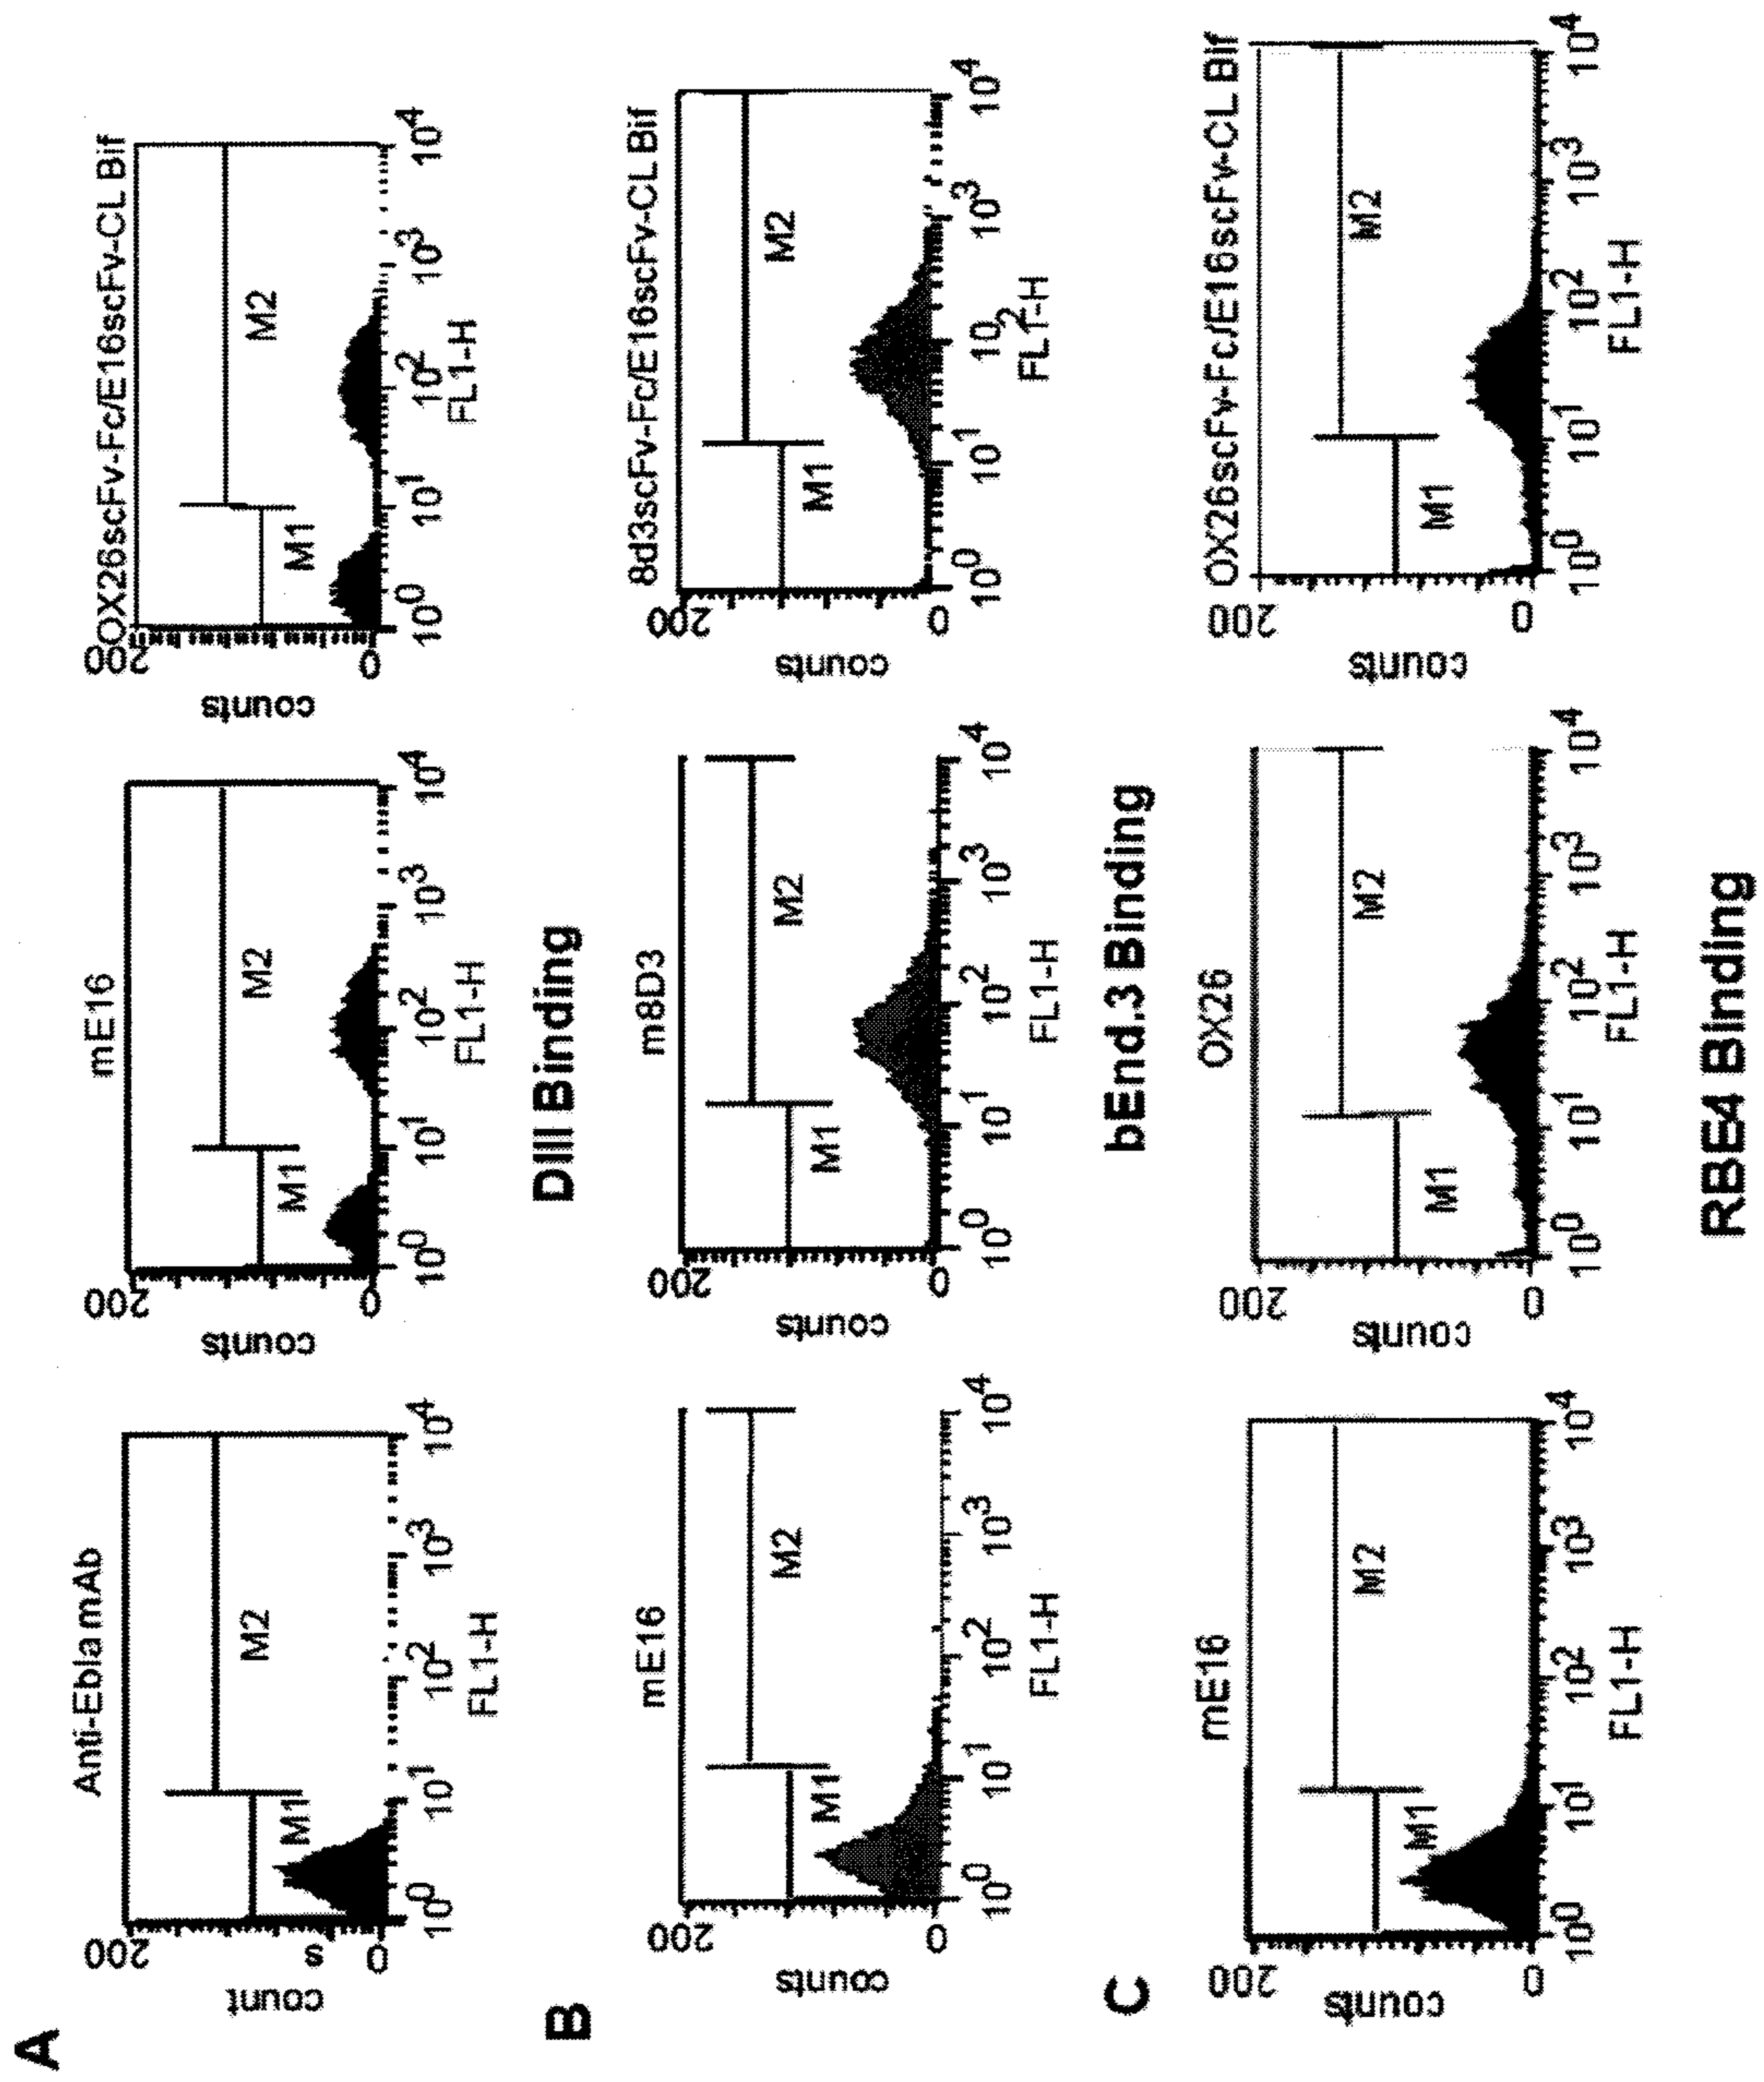 A
Anti-Ebla mAb
200
count
s
0
M1
M2
10^0 10^1 10^2 10^3 10^4
FL1-H
mE16
200
counts
0
M1
M2
10^0 10^1 10^2 10^3 10^4
FL1-H
OX26scFv-Fc/E16scFv-CL Bif
200
counts
0
M1
M2
10^0 10^1 10^2 10^3 10^4
FL1-H
DIII Binding
B
mE16
200
counts
0
M1
M2
10^0 10^1 10^2 10^3 10^4
FL1-H
m8D3
200
counts
0
M1
M2
10^0 10^1 10^2 10^3 10^4
FL1-H
8d3scFv-Fc/E16scFv-CL Bif
200
counts
0
M1
M2
10^0 10^1 10^2 10^3 10^4
FL1-H
bEnd.3 Binding
C
mE16
200
counts
0
M1
M2
10^0 10^1 10^2 10^3 10^4
FL1-H
OX26
200
counts
0
M1
M2
10^0 10^1 10^2 10^3 10^4
FL1-H
OX26scFv-Fc/E16scFv-CL Bif
200
counts
0
M1
M2
10^0 10^1 10^2 10^3 10^4
FL1-H
RBE4 Binding